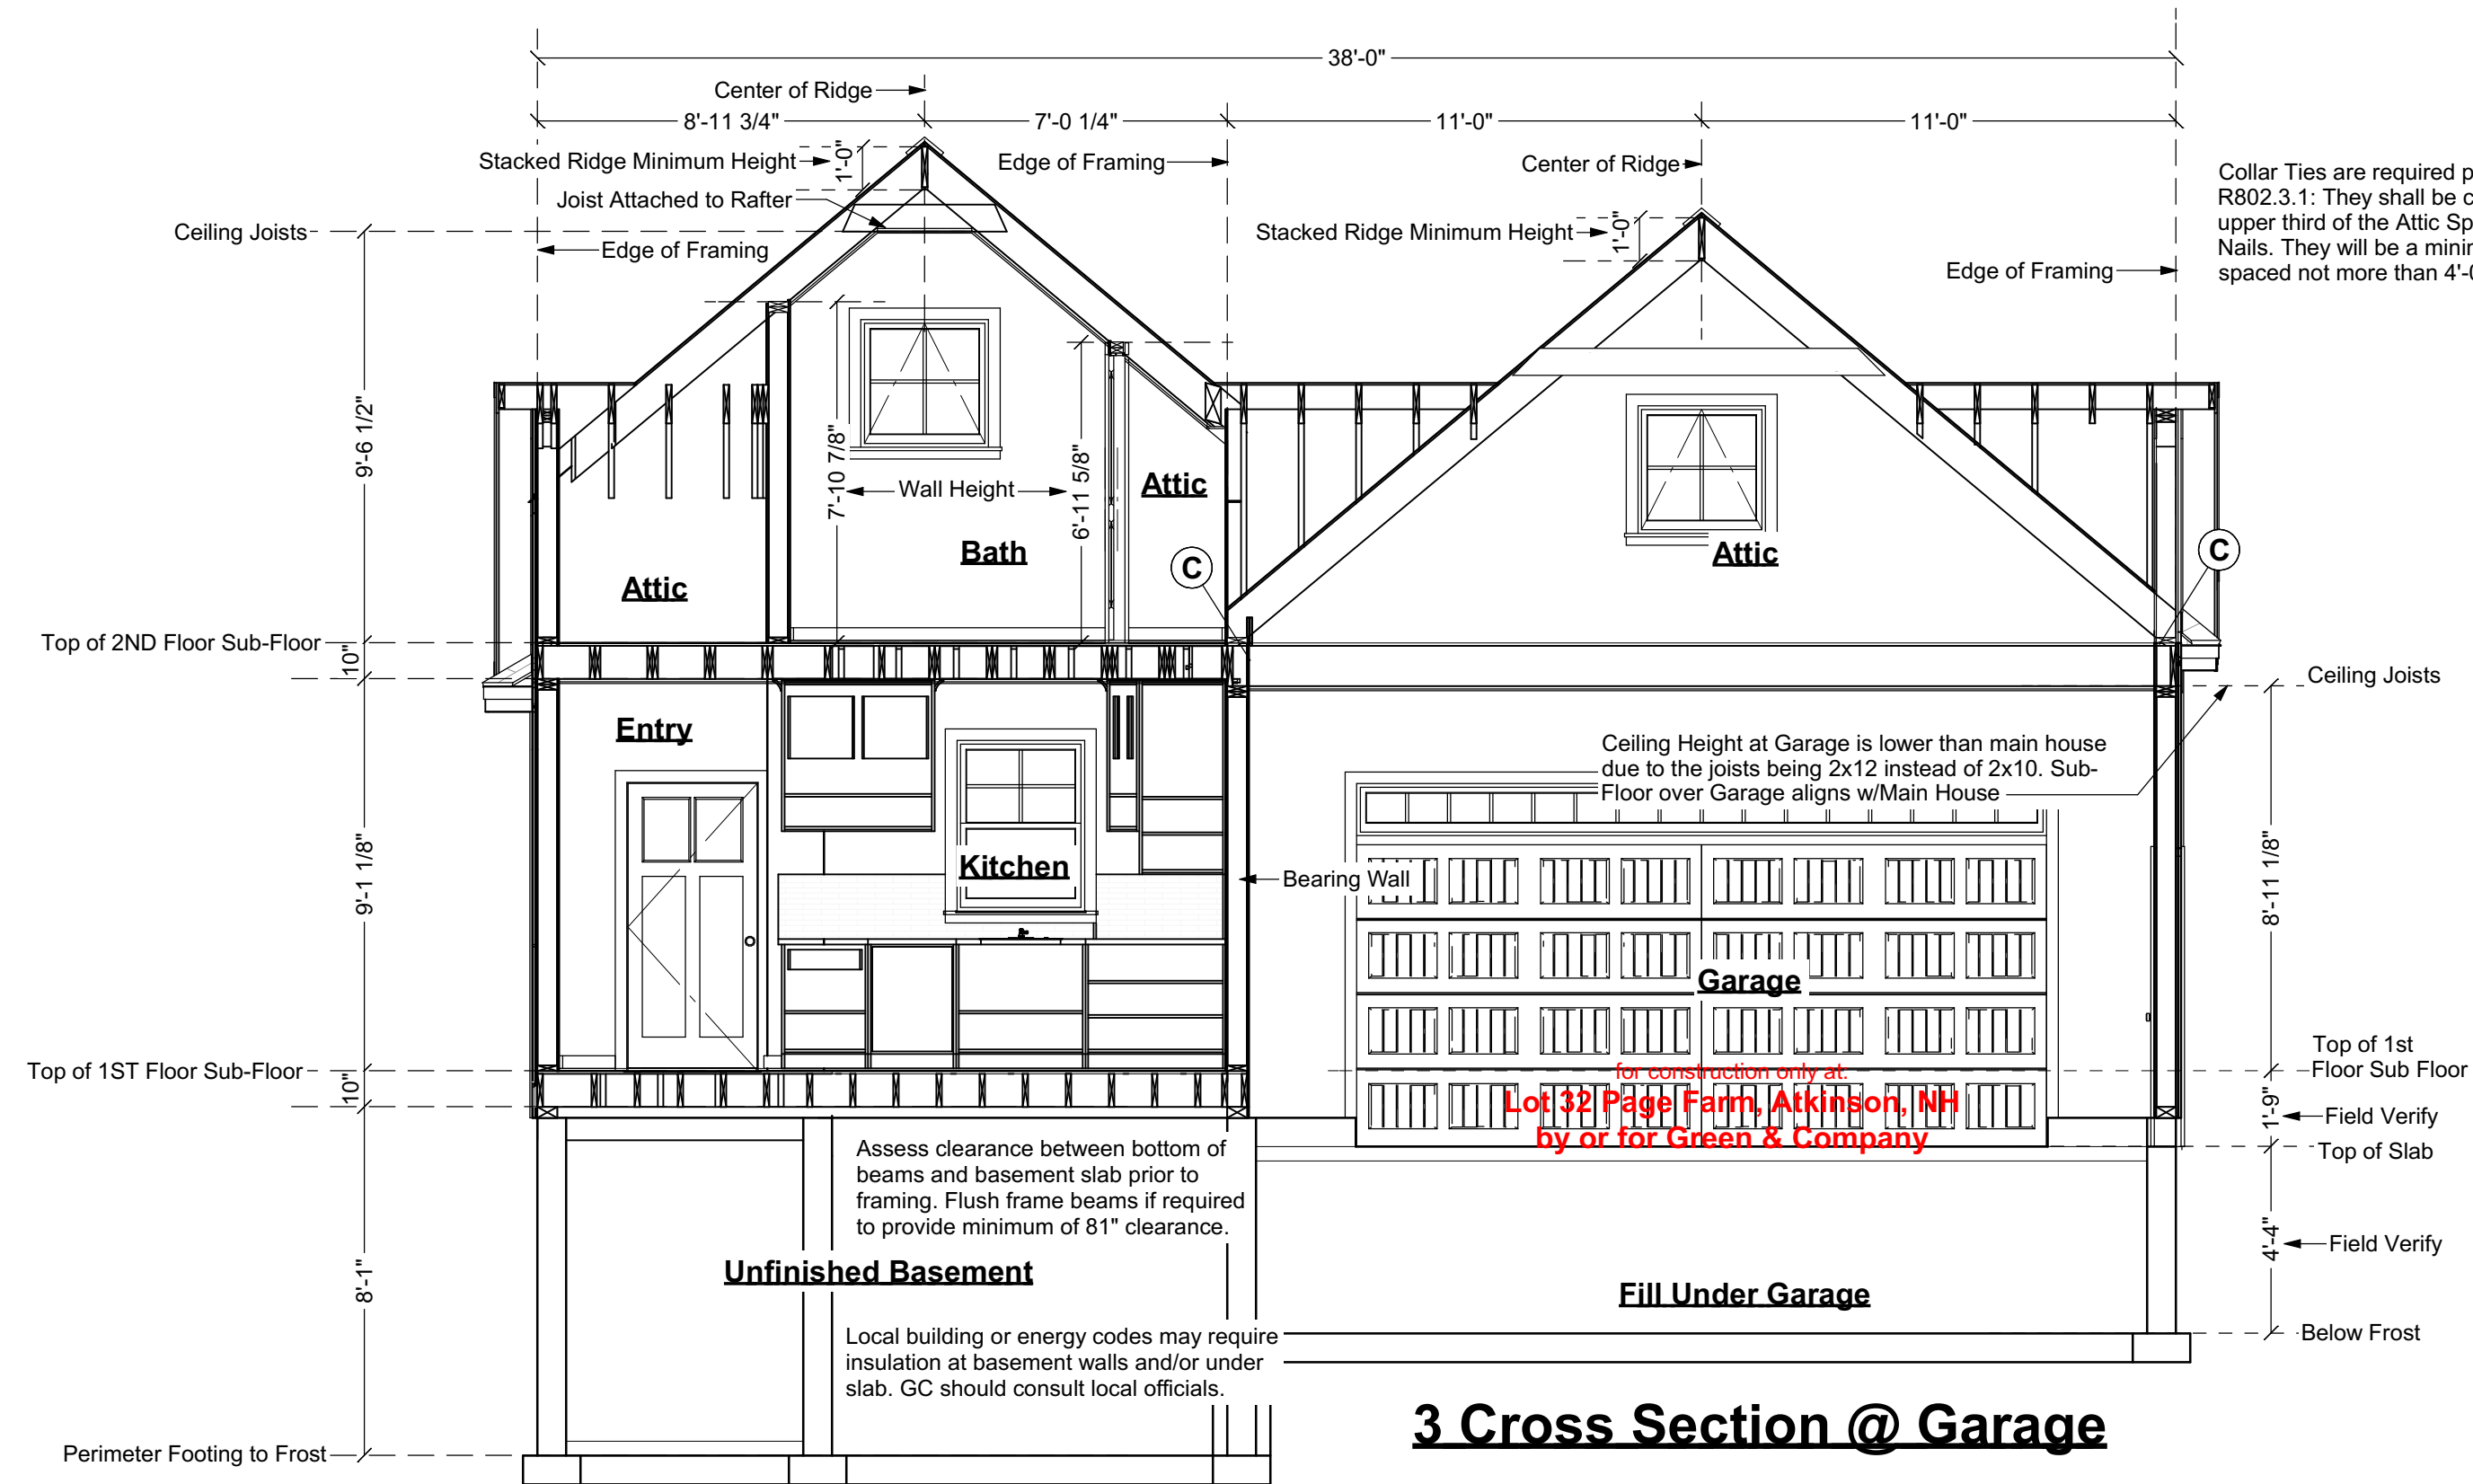 38'-0"
Center of Ridge
8'-11 3/4"
7'-0 1/4"
11'-0"
11'-0"
Stacked Ridge Minimum Height
1'-0"
Edge of Framing
Center of Ridge
Joist Attached to Rafter
Collar Ties are required p
R802.3.1: They shall be c
upper third of the Attic Sp
Nails. They will be a minir
spaced not more than 4'-0
Ceiling Joists
Edge of Framing
Stacked Ridge Minimum Height
1'-0"
Edge of Framing
9'-6 1/2"
7'-10 7/8"
Wall Height
6'-11 5/8"
Attic
Bath
Attic
Attic
C
C
Top of 2ND Floor Sub-Floor
10"
Ceiling Joists
Entry
Ceiling Height at Garage is lower than main house
due to the joists being 2x12 instead of 2x10. Sub-
Floor over Garage aligns w/Main House
9'-1 1/8"
Kitchen
Bearing Wall
8'-11 1/8"
Garage
Top of 1ST Floor Sub-Floor
10"
for construction only at:
Lot 32 Page Farm, Atkinson, NH
by or for Green & Company
Top of 1st
Floor Sub Floor
1'-9"
Field Verify
Top of Slab
Assess clearance between bottom of
beams and basement slab prior to
framing. Flush frame beams if required
to provide minimum of 81" clearance.
8'-1"
Unfinished Basement
4'-4"
Field Verify
Fill Under Garage
Local building or energy codes may require
insulation at basement walls and/or under
slab. GC should consult local officials.
Below Frost
Perimeter Footing to Frost
3 Cross Section @ Garage